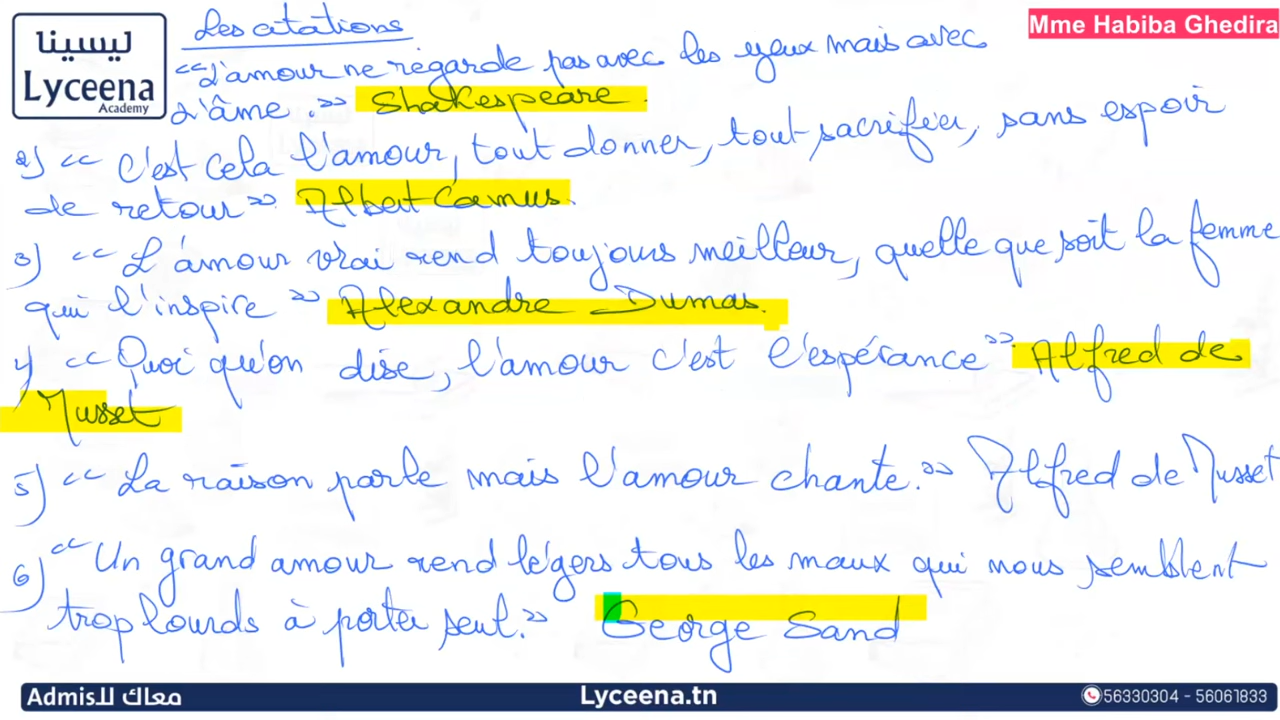 ليسينا
Lyceena
Academy
Mme Habiba Ghedira
Les citations
“L'amour ne regarde pas avec les yeux mais avec
l'âme.” Shakespeare.
2) “C'est cela l'amour, tout donner, tout sacrifier, sans espoir
de retour”. Albert Camus.
3) “L'amour vrai rend toujours meilleur, quelle que soit la femme
qui l'inspire” Alexandre Dumas.
4) “Quoi qu'on dise, l'amour c'est l'espérance”. Alfred de
Musset
5) “La raison parle mais l'amour chante.” Alfred de Musset
6) “Un grand amour rend légers tous les maux qui nous semblent
trop lourds à porter seul.” George Sand
معاك للـ Admis
Lyceena.tn
56330304 - 56061833